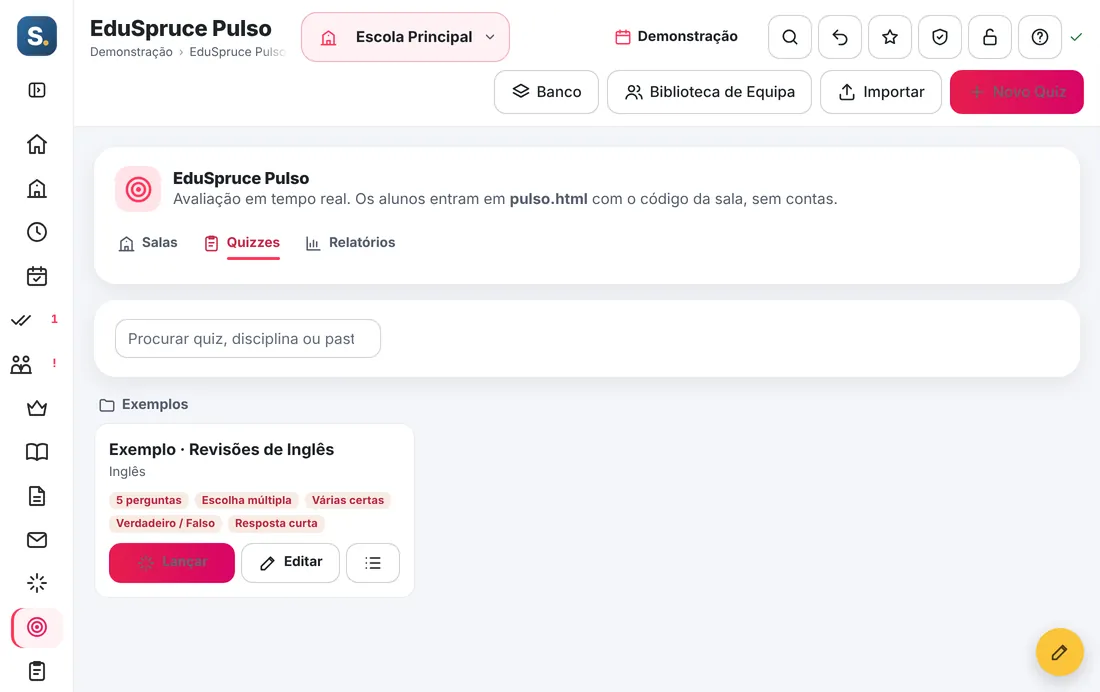 S.
EduSpruce Pulso
Demonstração › EduSpruce Pulso
Escola Principal
Demonstração
Banco
Biblioteca de Equipa
Importar
+ Novo Quiz
EduSpruce Pulso
Avaliação em tempo real. Os alunos entram em pulso.html com o código da sala, sem contas.
Salas
Quizzes
Relatórios
1
!
Procurar quiz, disciplina ou past
Exemplos
Exemplo · Revisões de Inglês
Inglês
5 perguntas
Escolha múltipla
Várias certas
Verdadeiro / Falso
Resposta curta
Lançar
Editar